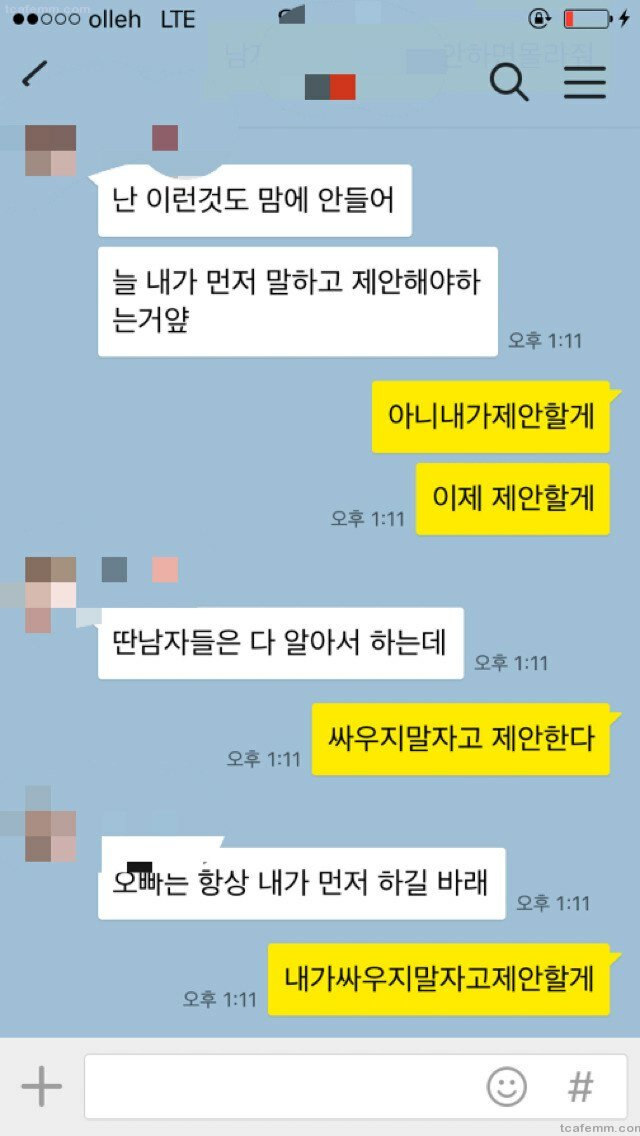 tcafemm.com
olleh LTE
난 이런것도 맘에 안들어
늘 내가 먼저 말하고 제안해야하
는거얖
오후 1:11
아니내가제안할게
이제 제안할게
오후 1:11
딴남자들은 다 알아서 하는데
오후 1:11
싸우지말자고 제안한다
오후 1:11
오빠는 항상 내가 먼저 하길 바래
오후 1:11
내가싸우지말자고제안할게
오후 1:11
#
tcafemm.com